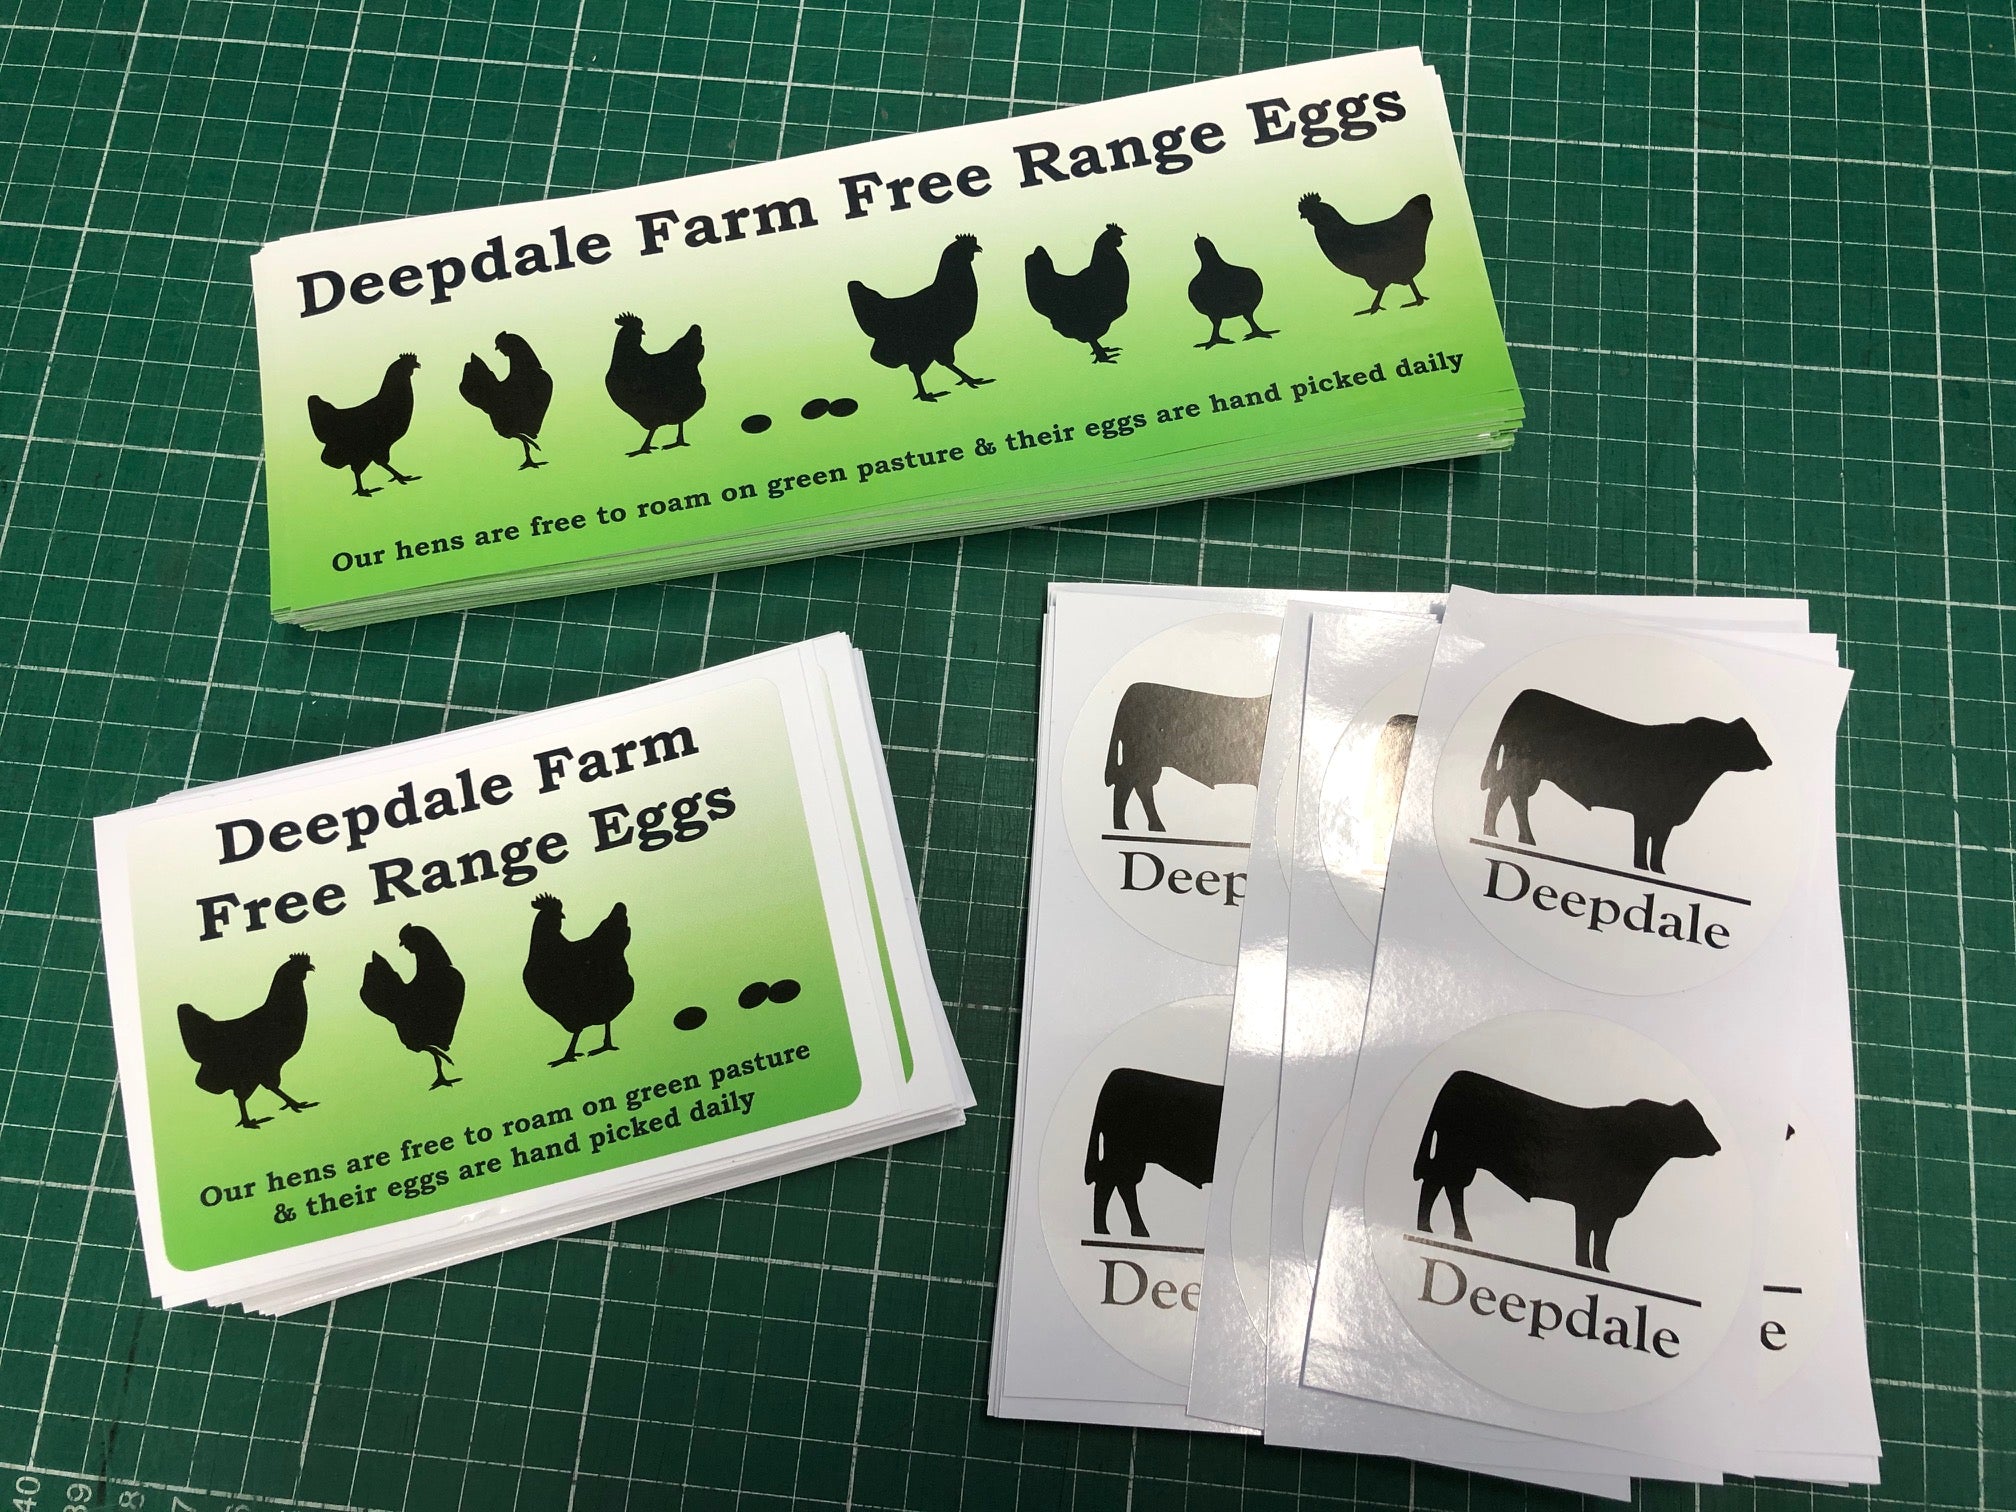 Deepdale Farm Free Range Eggs
Our hens are free to roam on green pasture & their eggs are hand picked daily
Deepdale Farm
Free Range Eggs
Our hens are free to roam on green pasture
& their eggs are hand picked daily
Deep
Deepdale
Dee
Deepdale
e
40
39